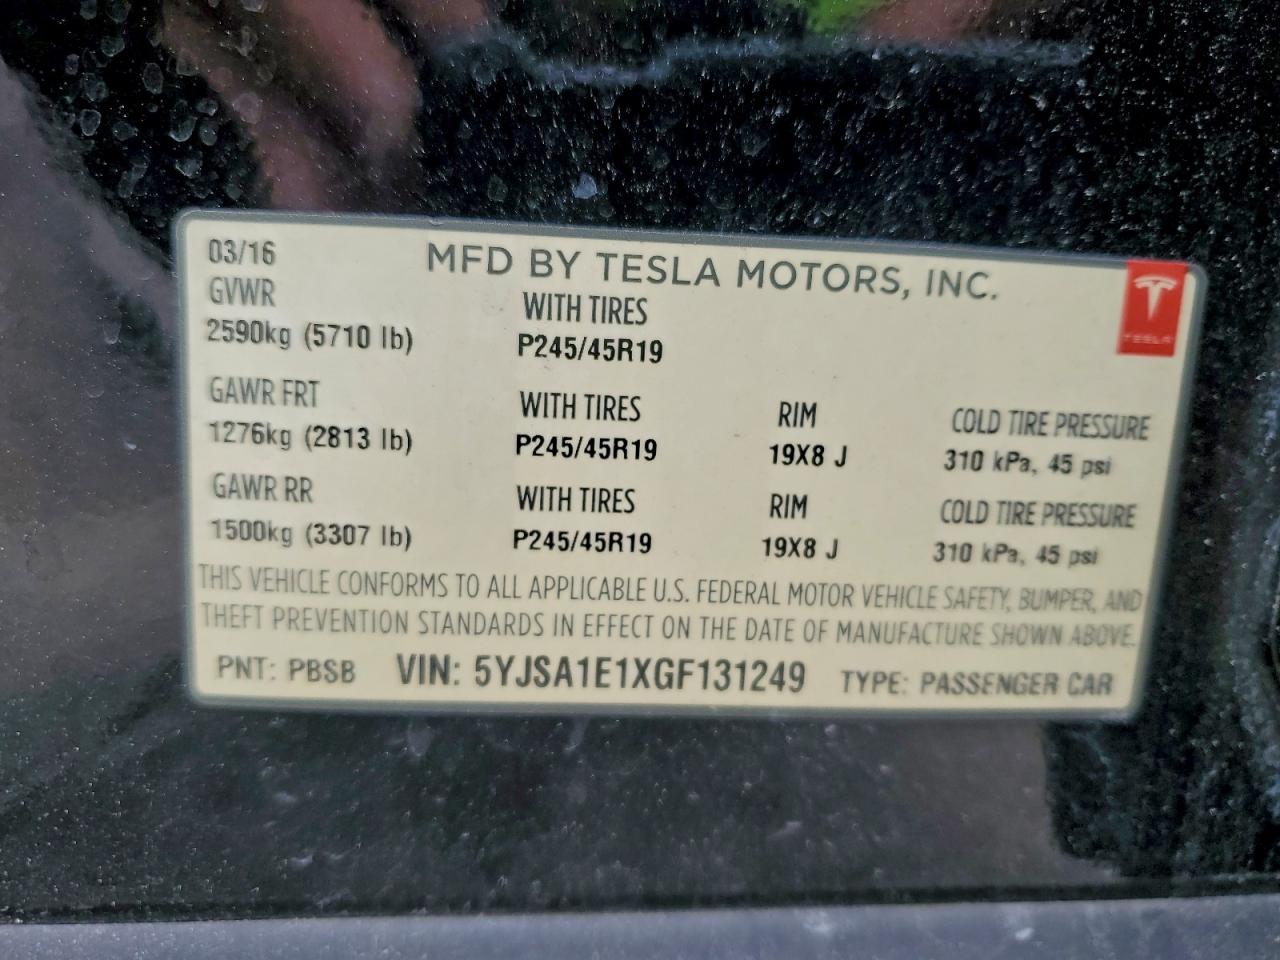 03/16 MFD BY TESLA MOTORS, INC.
TESLA
GVWR WITH TIRES
2590kg (5710 lb) P245/45R19
GAWR FRT WITH TIRES RIM COLD TIRE PRESSURE
1276kg (2813 lb) P245/45R19 19X8 J 310 kPa, 45 psi
GAWR RR WITH TIRES RIM COLD TIRE PRESSURE
1500kg (3307 lb) P245/45R19 19X8 J 310 kPa, 45 psi
THIS VEHICLE CONFORMS TO ALL APPLICABLE U.S. FEDERAL MOTOR VEHICLE SAFETY, BUMPER, AND
THEFT PREVENTION STANDARDS IN EFFECT ON THE DATE OF MANUFACTURE SHOWN ABOVE.
PNT: PBSB VIN: 5YJSA1E1XGF131249 TYPE: PASSENGER CAR